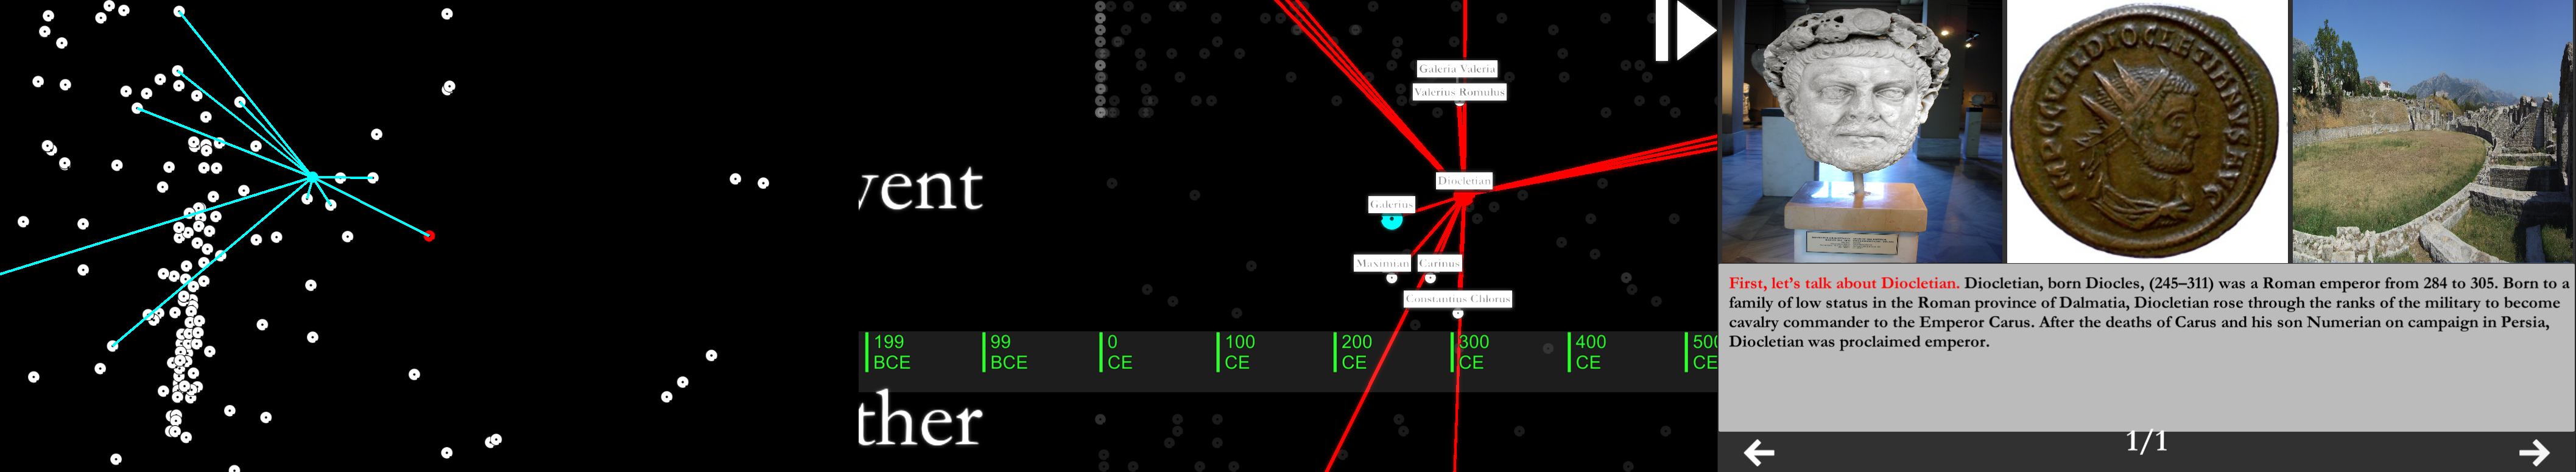 vent
ther
Galeria Valeria
Valerius Romulus
Diocletian
Galerius
Maximian
Carinus
Constantius Chlorus
199
BCE
99
BCE
0
CE
100
CE
200
CE
300
CE
400
CE
500
CE
First, let's talk about Diocletian. Diocletian, born Diocles, (245–311) was a Roman emperor from 284 to 305. Born to a
family of low status in the Roman province of Dalmatia, Diocletian rose through the ranks of the military to become
cavalry commander to the Emperor Carus. After the deaths of Carus and his son Numerian on campaign in Persia,
Diocletian was proclaimed emperor.
1/1